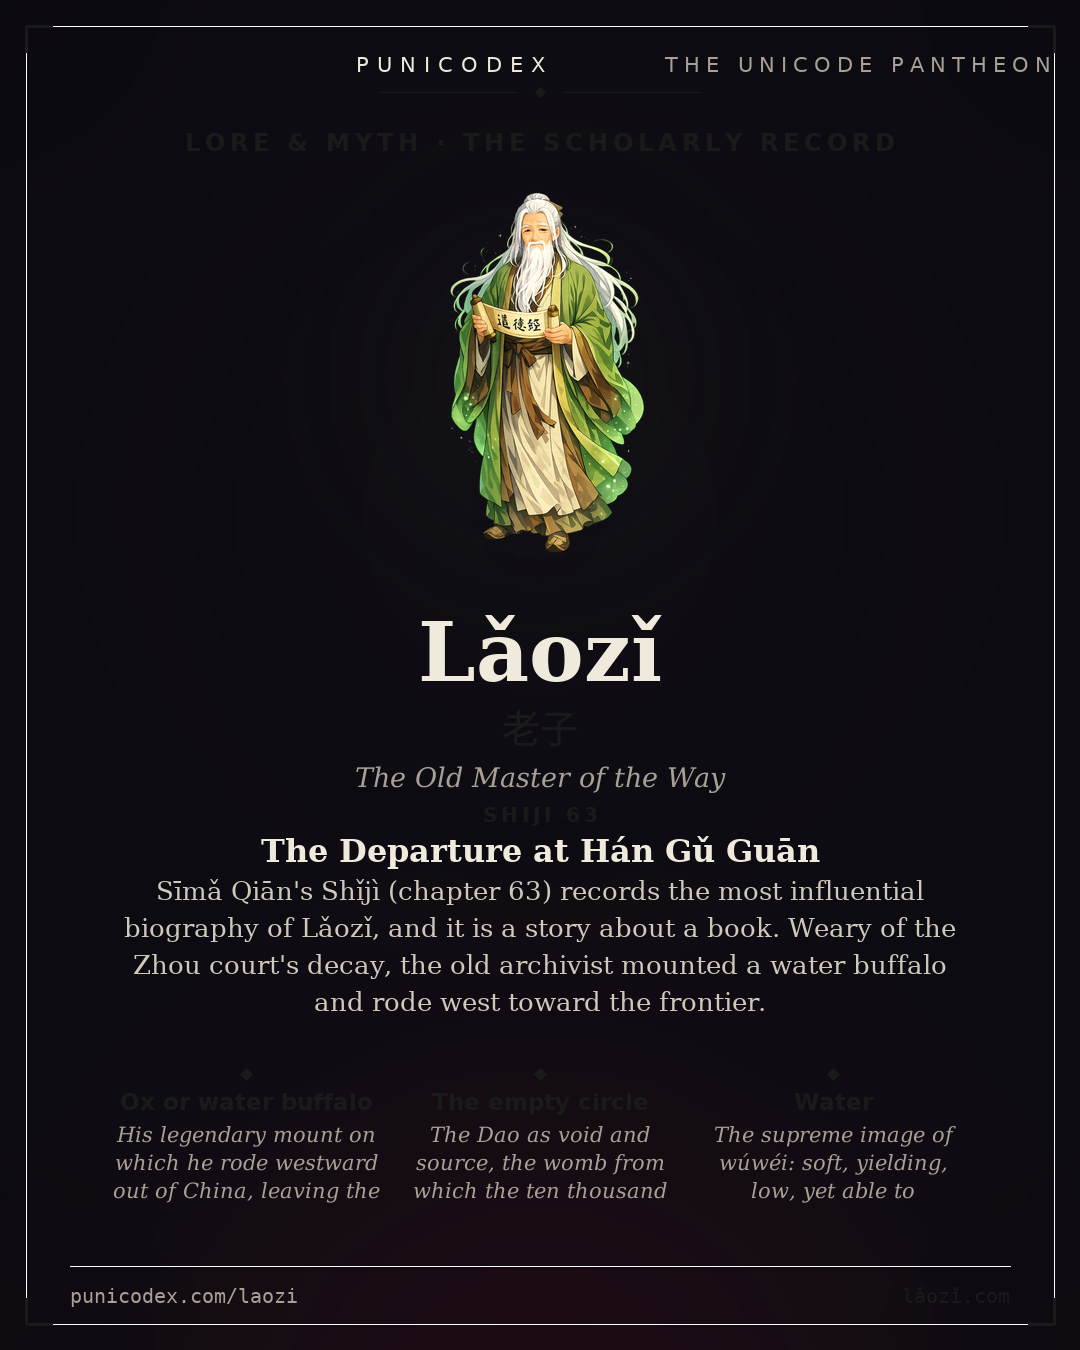 PUNICODEX
THE UNICODE PANTHEON
LORE & MYTH · THE SCHOLARLY RECORD
道德經
Lǎozǐ
老子
The Old Master of the Way
SHIJI 63
The Departure at Hán Gǔ Guān
Sīmǎ Qiān's Shǐjì (chapter 63) records the most influential
biography of Lǎozǐ, and it is a story about a book. Weary of the
Zhou court's decay, the old archivist mounted a water buffalo
and rode west toward the frontier.
Ox or water buffalo
His legendary mount on
which he rode westward
out of China, leaving the
The empty circle
The Dao as void and
source, the womb from
which the ten thousand
Water
The supreme image of
wúwéi: soft, yielding,
low, yet able to
punicodex.com/laozi
lǎozǐ.com